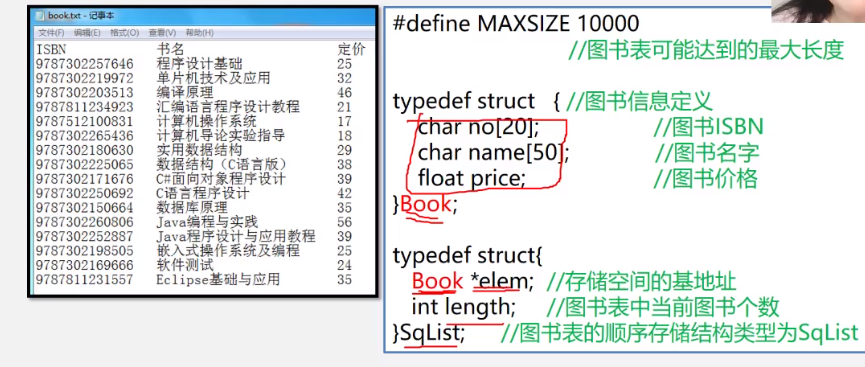 book.txt - 记事本
文件(F) 编辑(E) 格式(O) 查看(V) 帮助(H)
ISBN 书名 定价
9787302257646 程序设计基础 25
9787302219972 单片机技术及应用 32
9787302203513 编译原理 46
9787811234923 汇编语言程序设计教程 21
9787512100831 计算机操作系统 17
9787302265436 计算机导论实验指导 18
9787302180630 实用数据结构 29
9787302225065 数据结构（C语言版） 38
9787302171676 C#面向对象程序设计 39
9787302250692 C语言程序设计 42
9787302150664 数据库原理 35
9787302260806 Java编程与实践 56
9787302252887 Java程序设计与应用教程 39
9787302198505 嵌入式操作系统及编程 25
9787302169666 软件测试 24
9787811231557 Eclipse基础与应用 35
#define MAXSIZE 10000
//图书表可能达到的最大长度
typedef struct { //图书信息定义
char no[20]; //图书ISBN
char name[50]; //图书名字
float price; //图书价格
}Book;
typedef struct{
Book *elem; //存储空间的基地址
int length; //图书表中当前图书个数
}SqList; //图书表的顺序存储结构类型为SqList